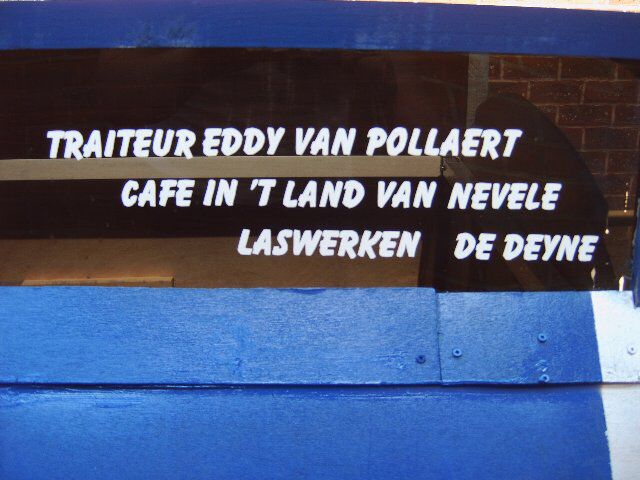 TRAITEUR EDDY VAN POLLAERT
CAFE IN 'T LAND VAN NEVELE
LASWERKEN DE DEYNE